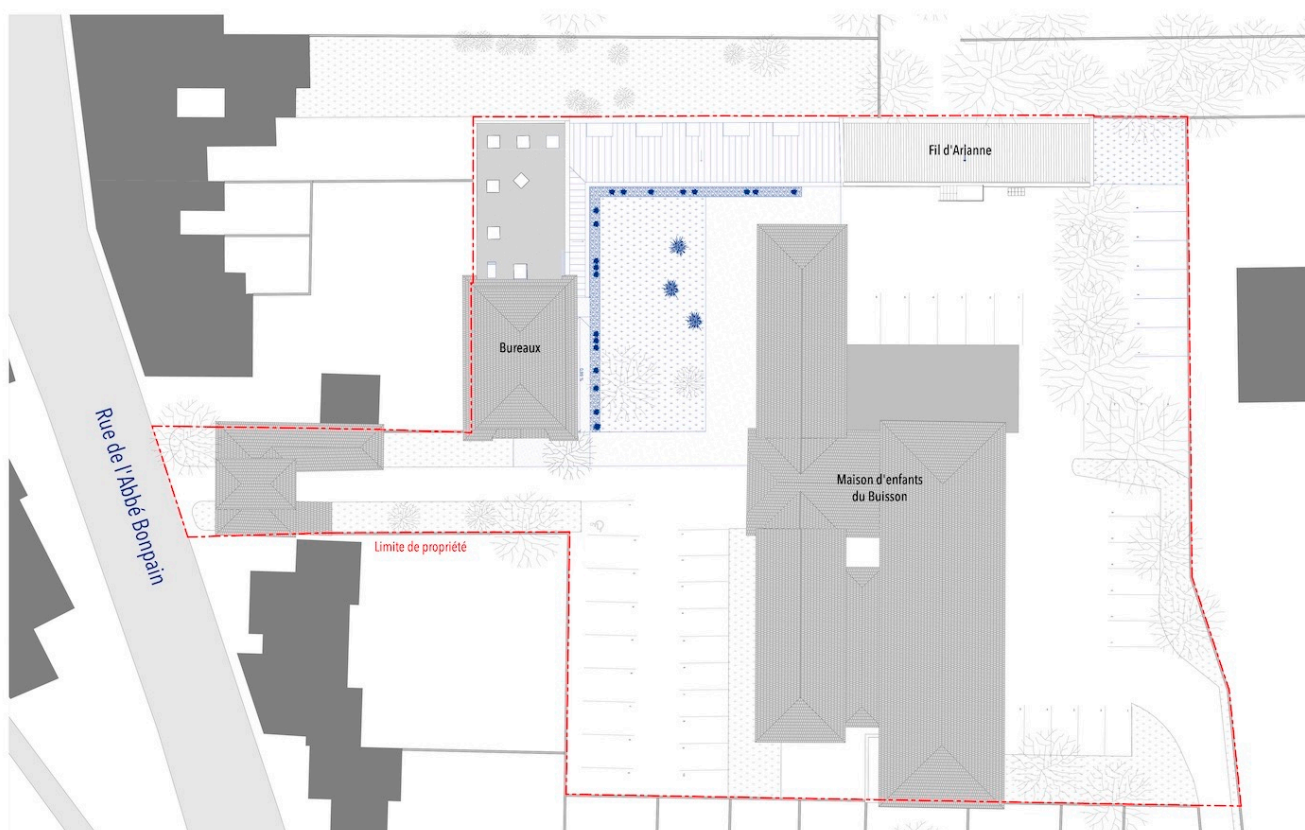 Fil d'Arianne
Bureaux
Rue de l'Abbé Bonpain
Maison d'enfants
du Buisson
Limite de propriété